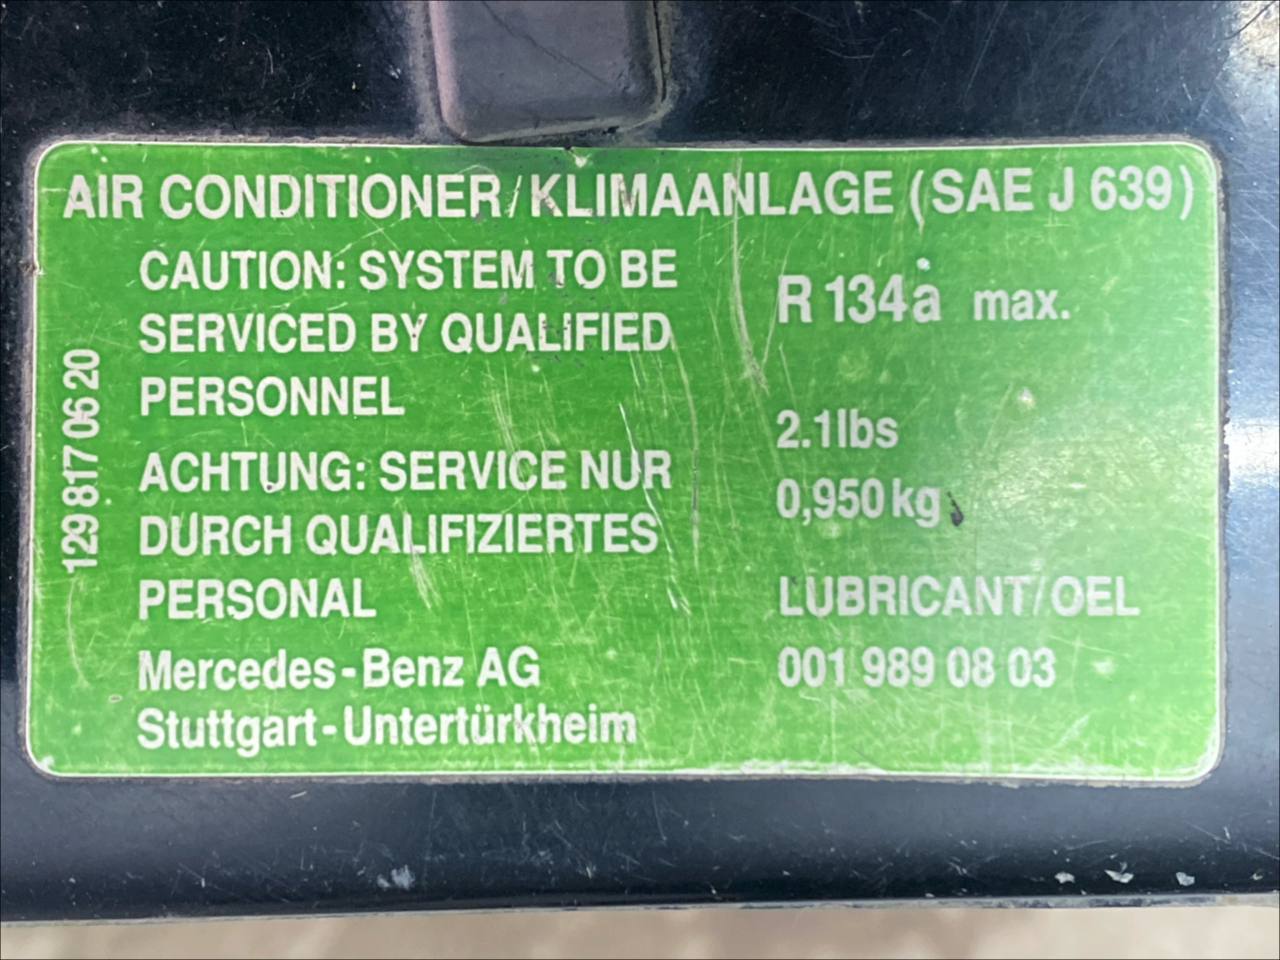 AIR CONDITIONER/KLIMAANLAGE (SAE J 639)
CAUTION: SYSTEM TO BE
SERVICED BY QUALIFIED
PERSONNEL
ACHTUNG: SERVICE NUR
DURCH QUALIFIZIERTES
PERSONAL
Mercedes-Benz AG
Stuttgart-Untertürkheim
R 134a max.
2.1lbs
0,950 kg
LUBRICANT/OEL
001 989 08 03
129 817 06 20